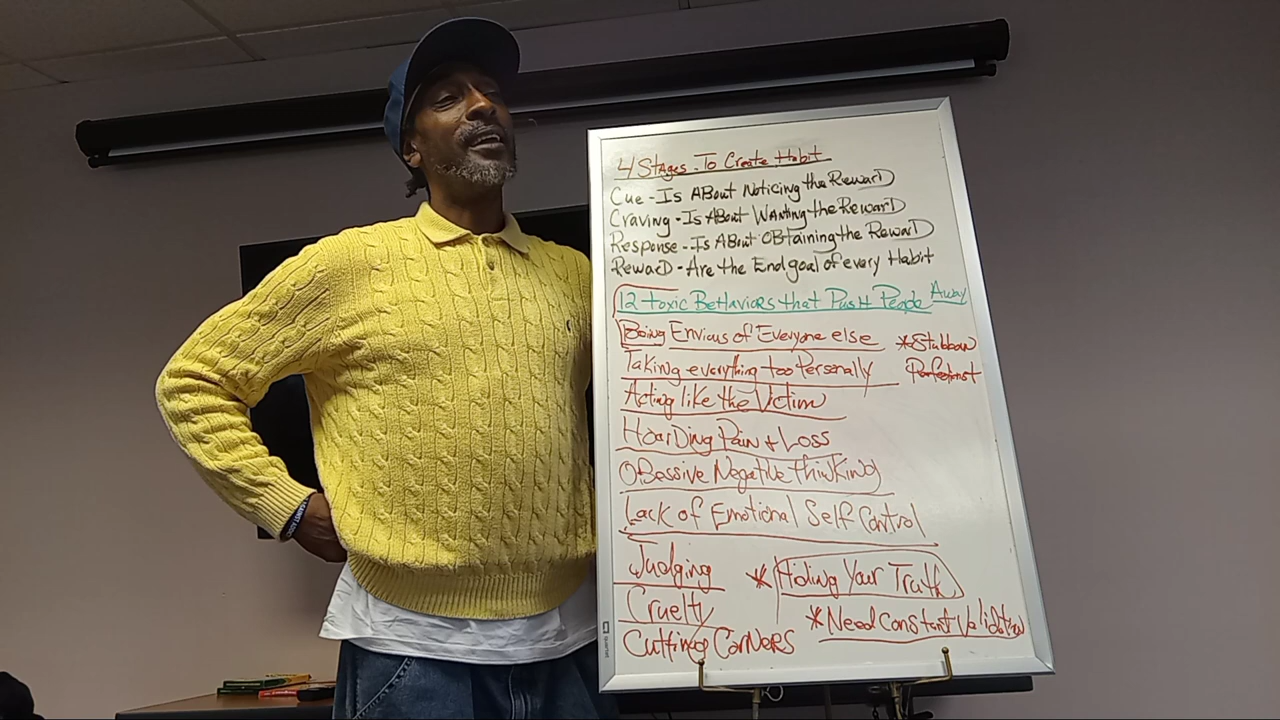 4 Stages - To Create Habit
Cue - Is About Noticing the Reward
Craving - Is About Wanting the Reward
Response - Is About Obtaining the Reward
Reward - Are the End goal of every Habit
12 toxic Behaviors that Push People Away
Being Envious of Everyone else
*Stubborn
Taking everything too Personally
Perfectionist
Acting like the Victim
Hoarding Pain + Loss
Obsessive Negative thinking
Lack of Emotional Self Control
Judging
*Hiding Your Truth
Cruelty
*Need constant Validation
Cutting Corners